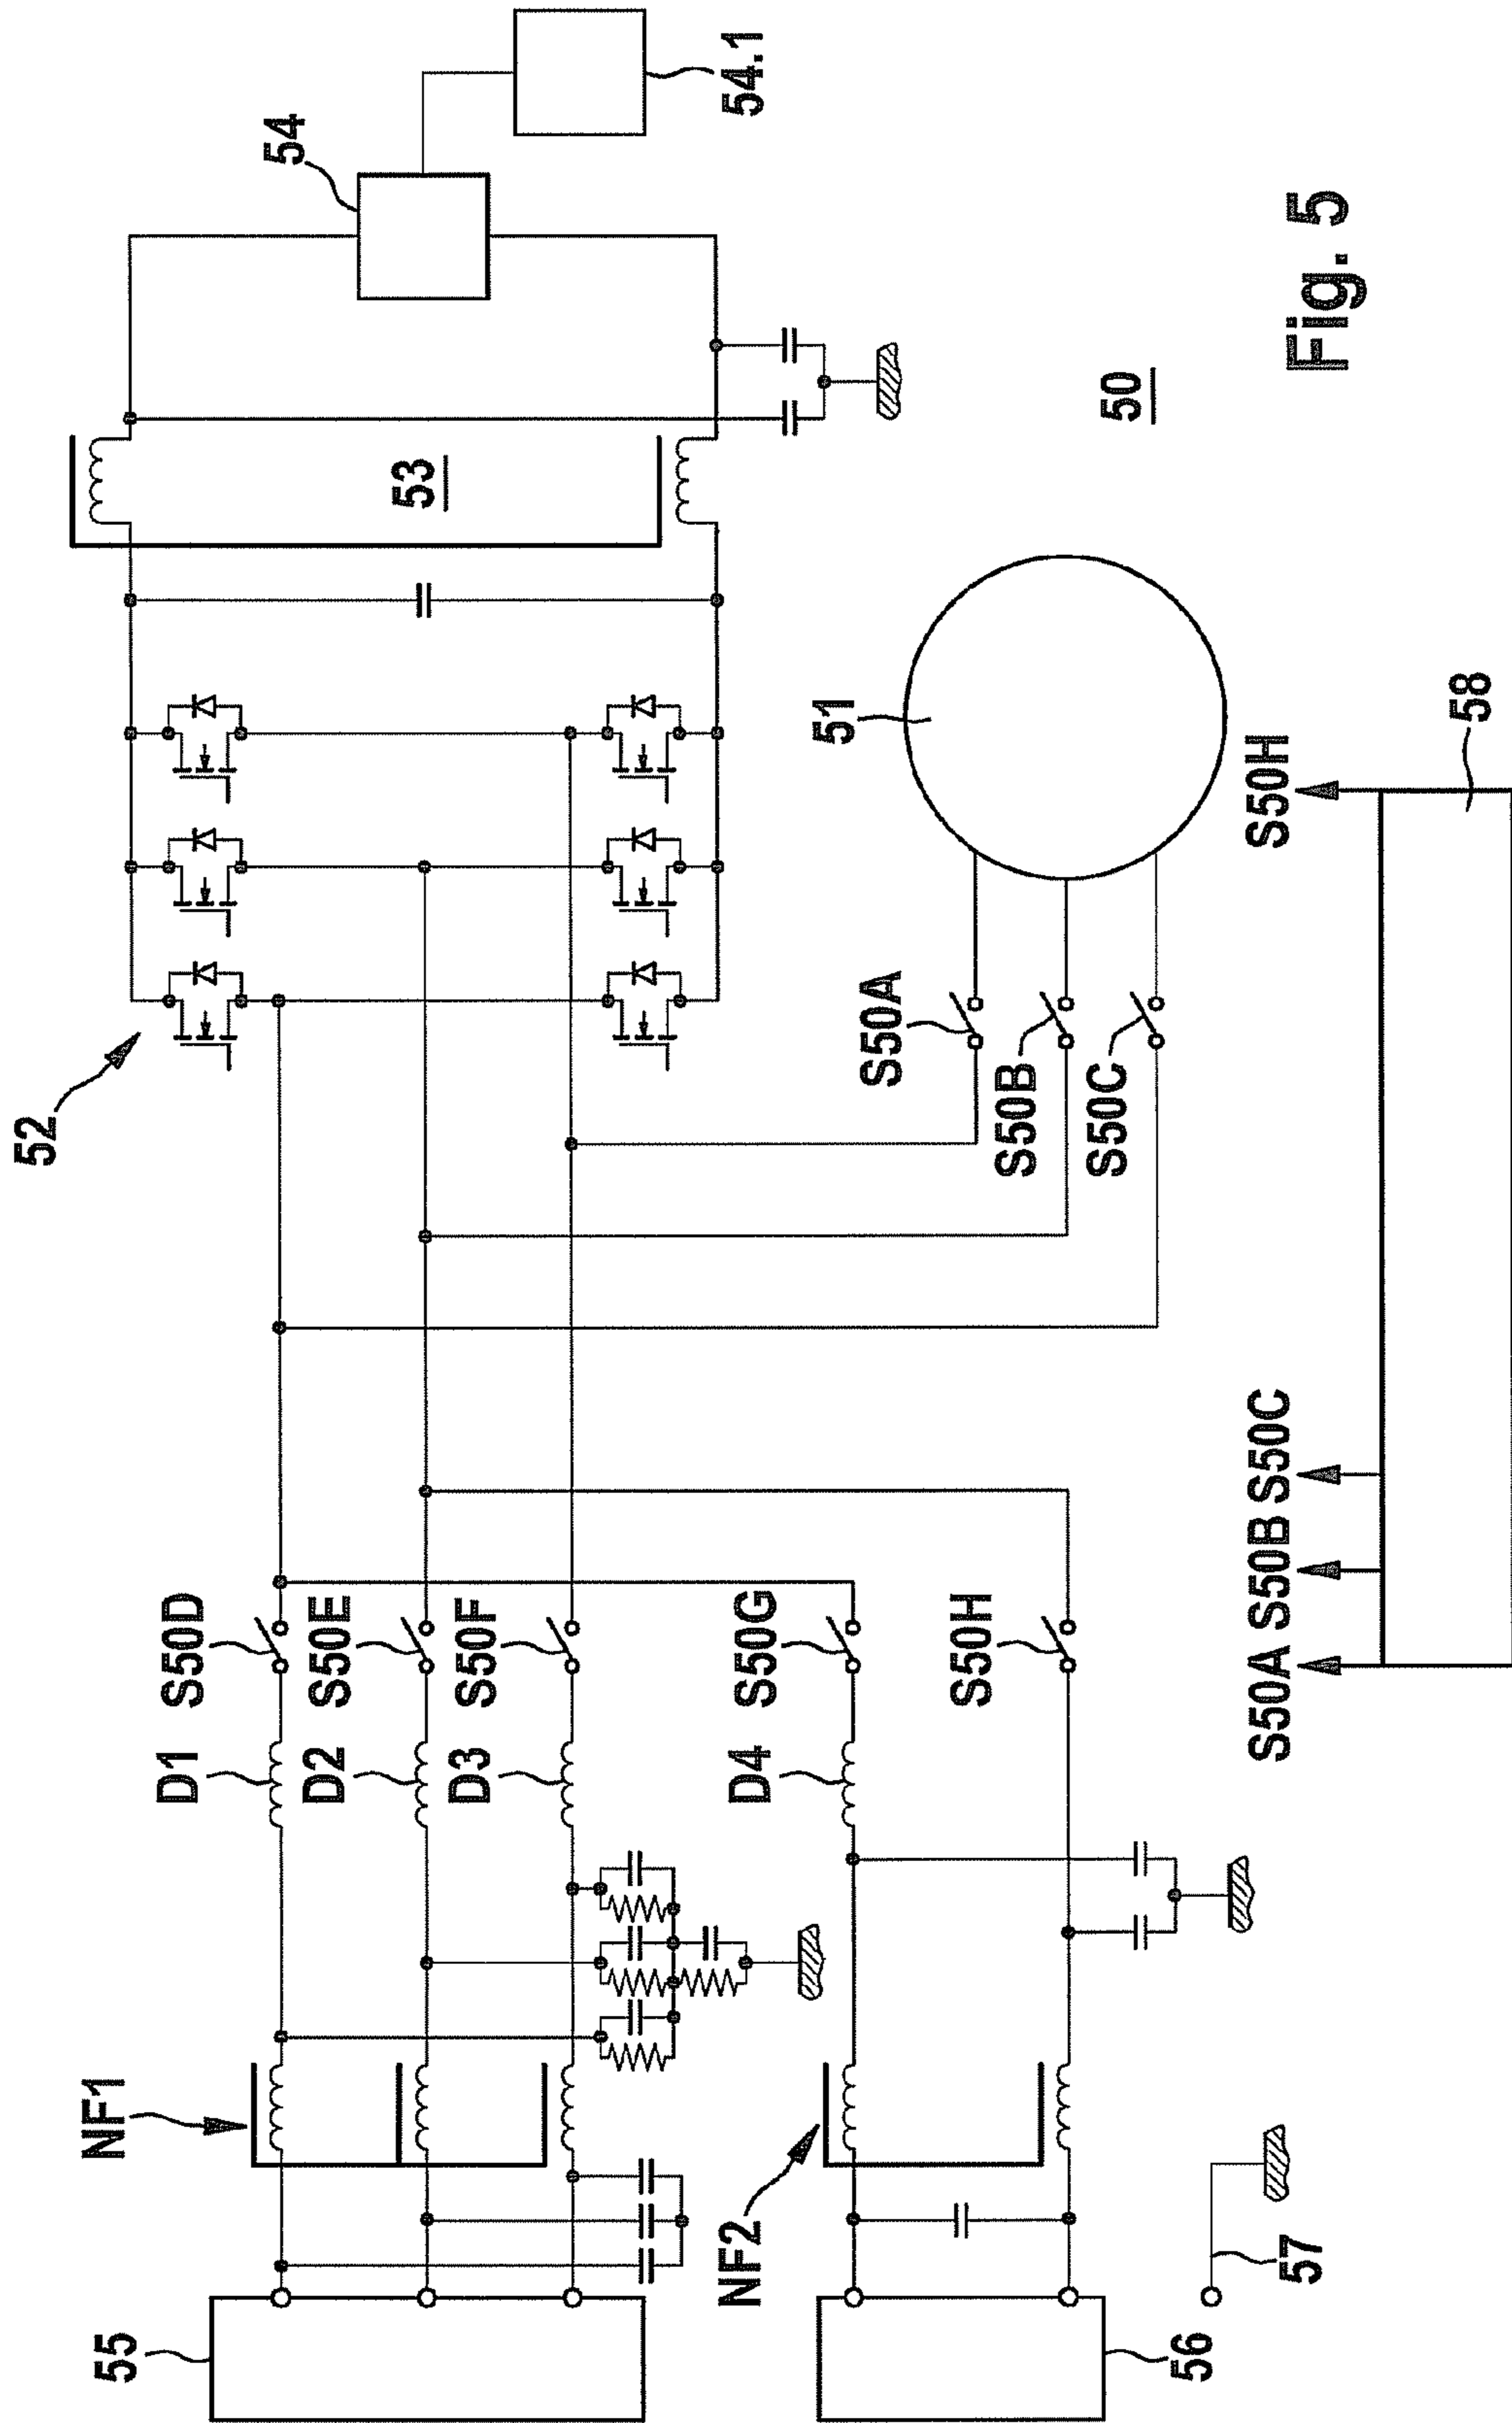 55
NF1
D1
S50D
52
54
54.1
D2
S50E
53
D3
S50F
NF2
D4
S50G
S50A
51
56
S50H
S50B
50
57
S50C
S50A S50B S50C
S50H
58
Fig. 5